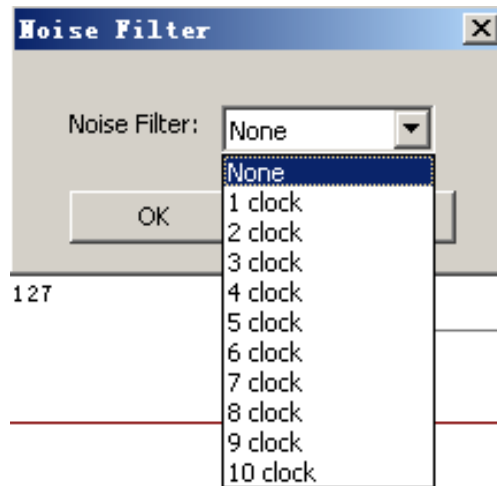 Noise Filter
Noise Filter: None
None
OK
1 clock
2 clock
3 clock
127
4 clock
5 clock
6 clock
7 clock
8 clock
9 clock
10 clock